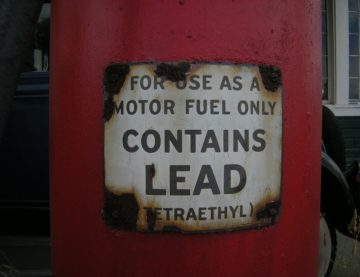 FOR USE AS A
MOTOR FUEL ONLY
CONTAINS
LEAD
(TETRAETHYL)